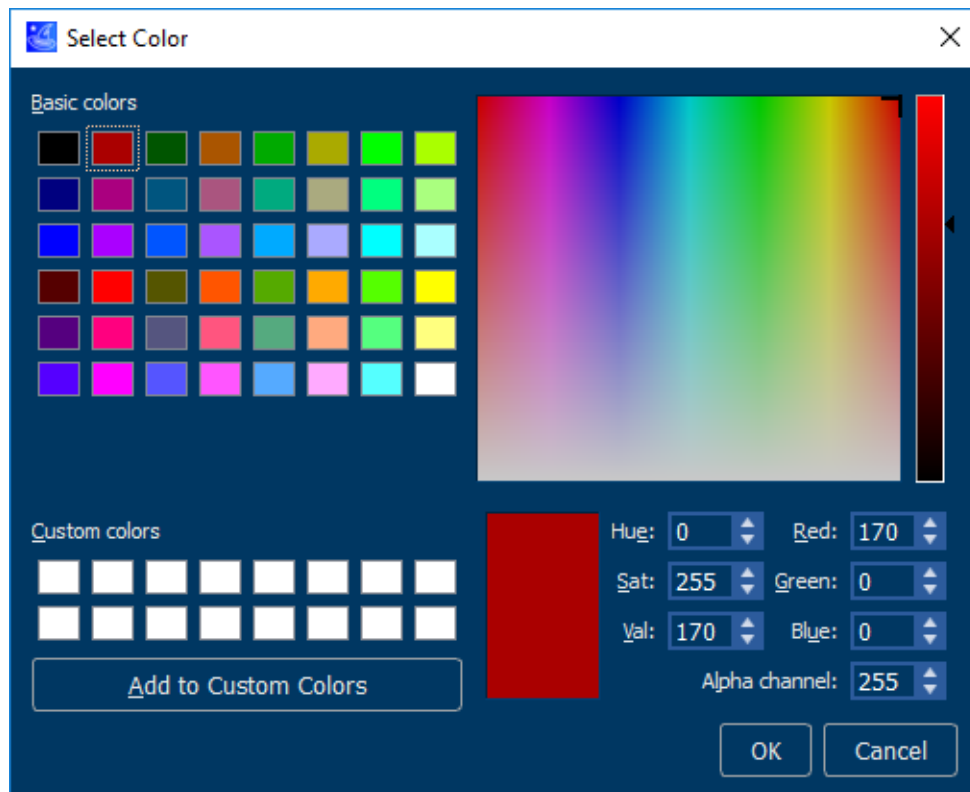 Select Color
Basic colors
Custom colors
Add to Custom Colors
Hue: 0 Red: 170
Sat: 255 Green: 0
Val: 170 Blue: 0
Alpha channel: 255
OK Cancel